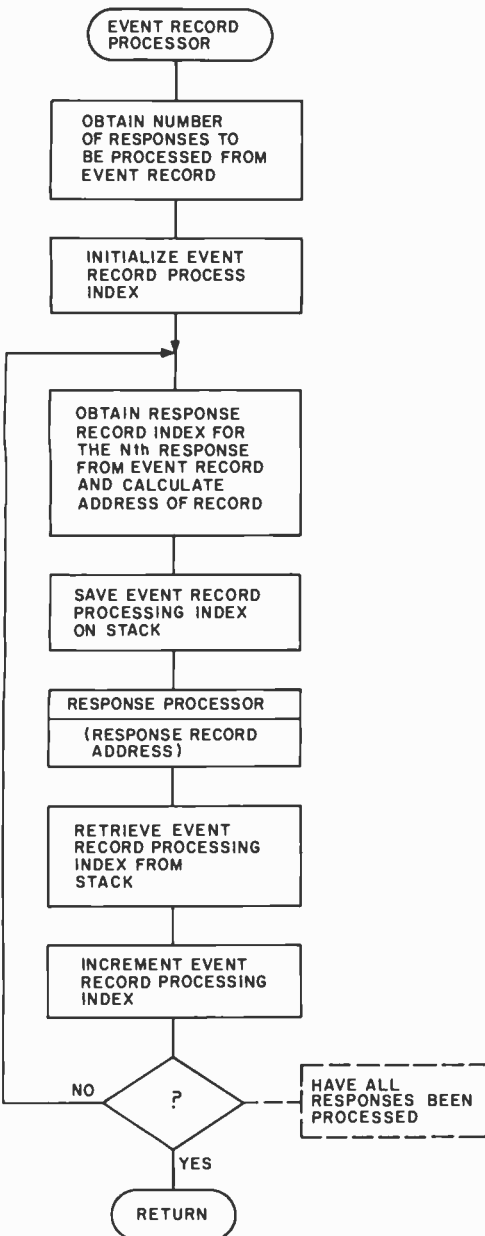 EVENT RECORD
PROCESSOR
OBTAIN NUMBER
OF RESPONSES TO
BE PROCESSED FROM
EVENT RECORD
INITIALIZE EVENT
RECORD PROCESS
INDEX
OBTAIN RESPONSE
RECORD INDEX FOR
THE Nth RESPONSE
FROM EVENT RECORD
AND CALCULATE
ADDRESS OF RECORD
SAVE EVENT RECORD
PROCESSING INDEX
ON STACK
RESPONSE PROCESSOR
(RESPONSE RECORD
ADDRESS)
RETRIEVE EVENT
RECORD PROCESSING
INDEX FROM
STACK
INCREMENT EVENT
RECORD PROCESSING
INDEX
NO
?
HAVE ALL
RESPONSES BEEN
PROCESSED
YES
RETURN